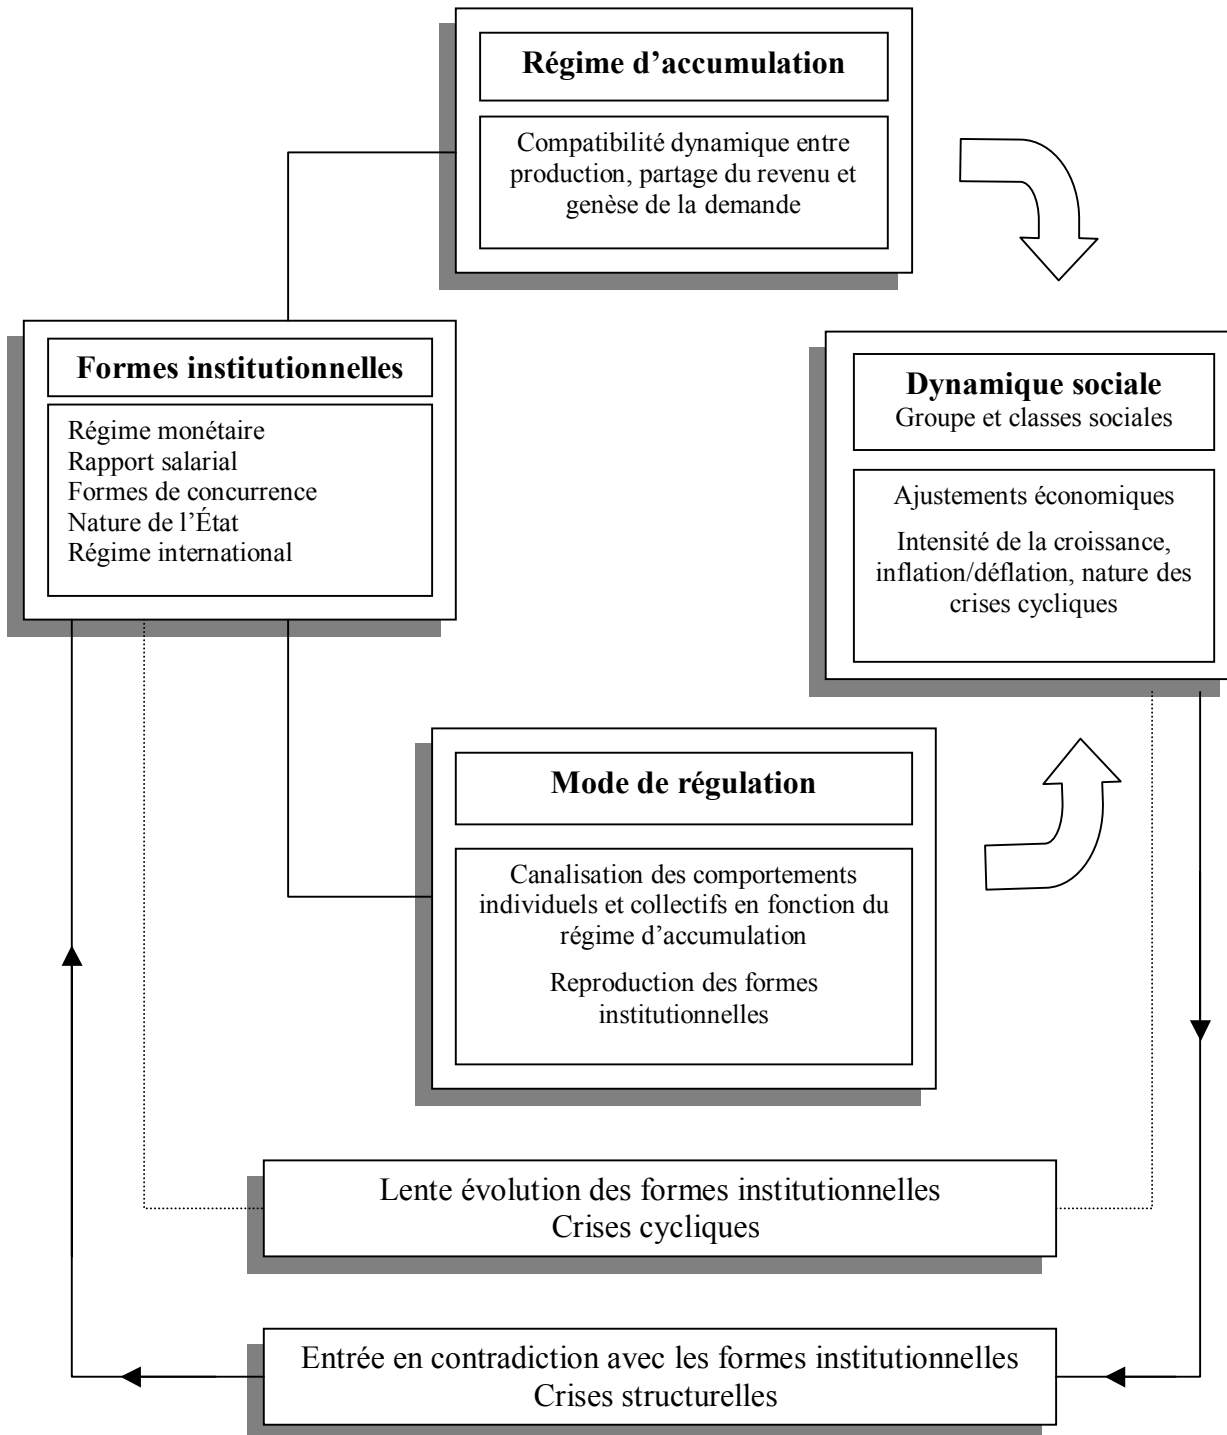 Régime d’accumulation
Compatibilité dynamique entre
production, partage du revenu et
genèse de la demande
Formes institutionnelles
Régime monétaire
Rapport salarial
Formes de concurrence
Nature de l’État
Régime international
Dynamique sociale
Groupe et classes sociales
Ajustements économiques
Intensité de la croissance,
inflation/déflation, nature des
crises cycliques
Mode de régulation
Canalisation des comportements
individuels et collectifs en fonction du
régime d’accumulation
Reproduction des formes
institutionnelles
Lente évolution des formes institutionnelles
Crises cycliques
Entrée en contradiction avec les formes institutionnelles
Crises structurelles